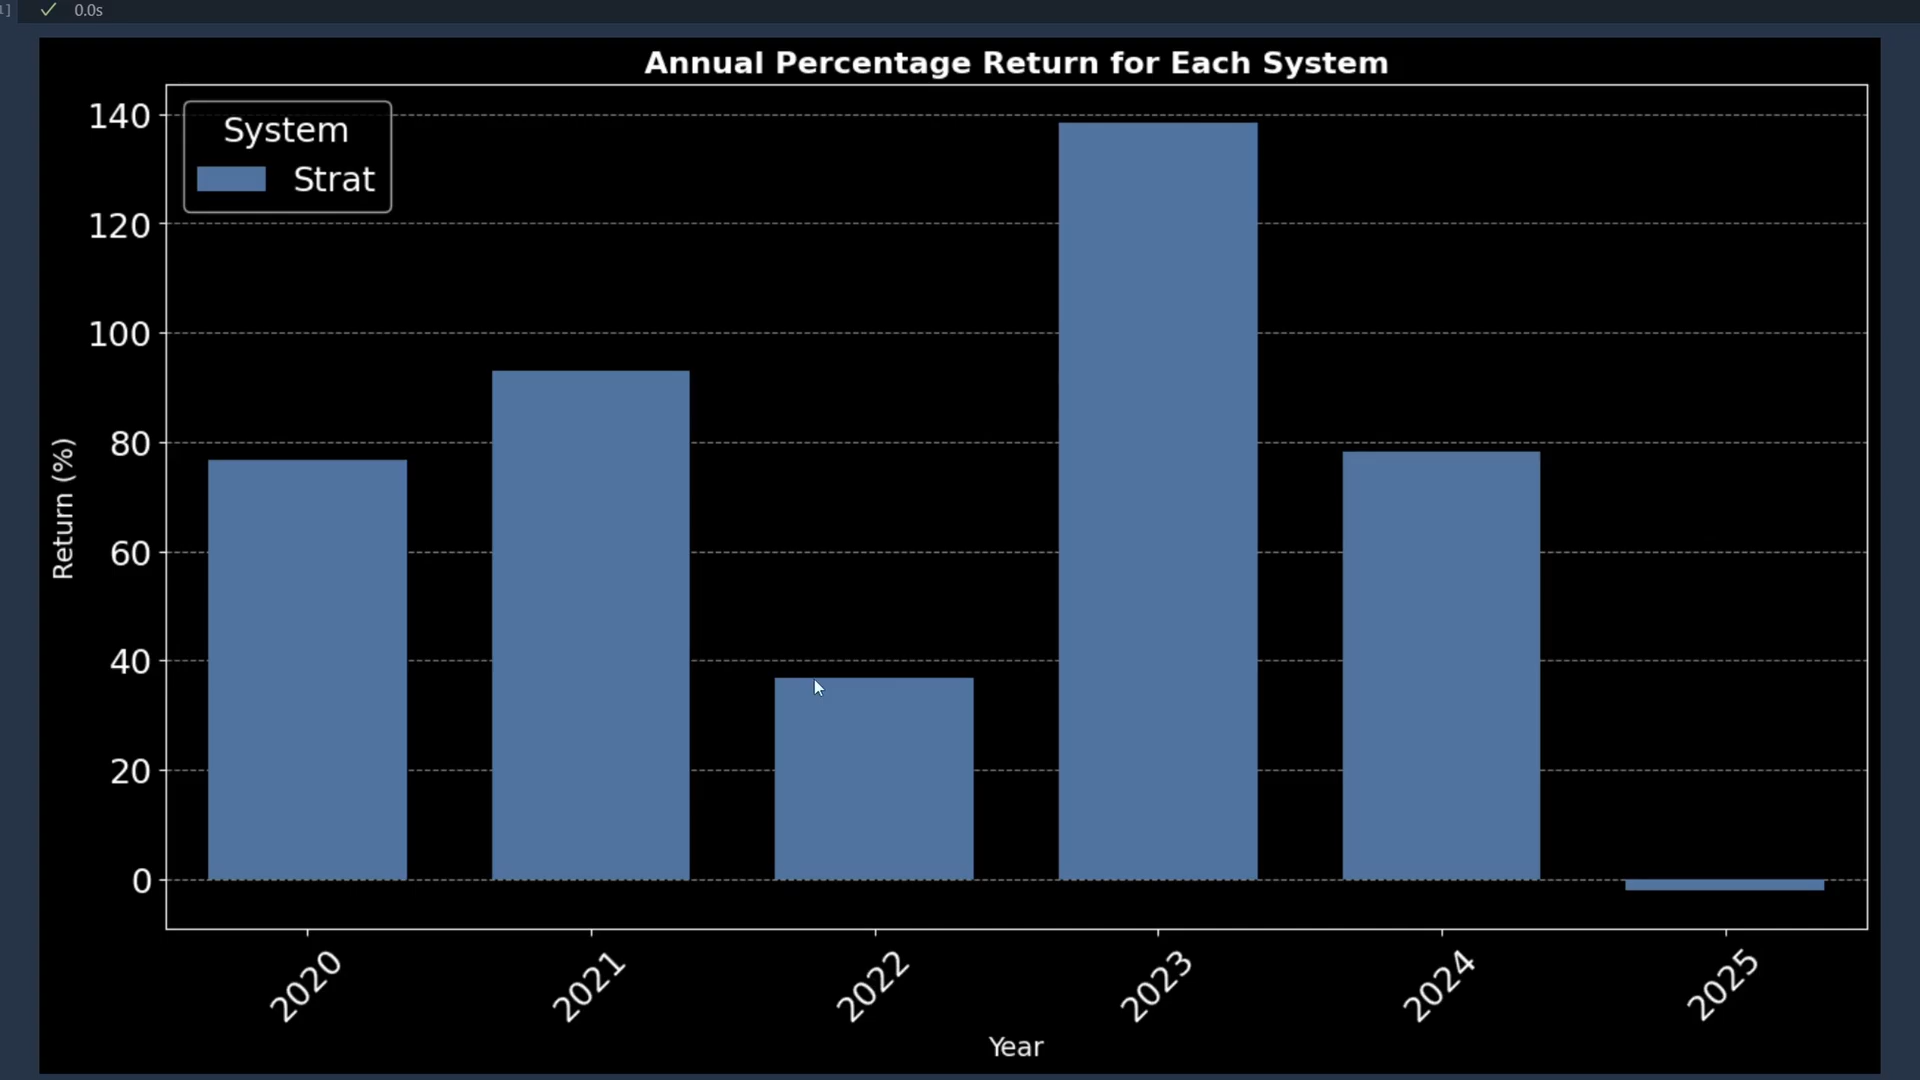 1]
0.0s
Annual Percentage Return for Each System
System
Strat
140
120
100
80
60
40
20
0
Return (%)
2020
2021
2022
2023
2024
2025
Year